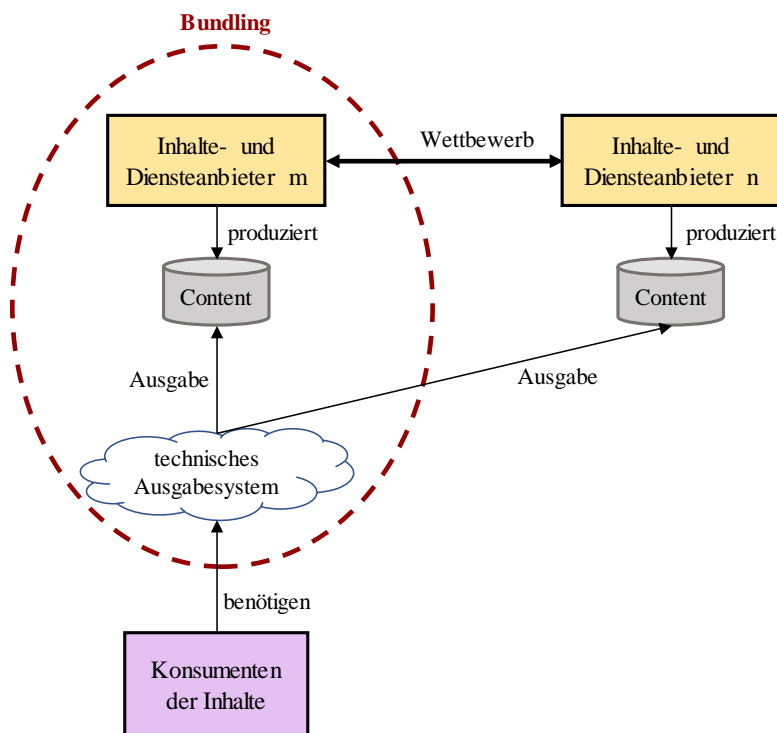 Bundling
Inhalte- und
Diensteanbieter m
Wettbewerb
Inhalte- und
Diensteanbieter n
produziert
produziert
Content
Content
Ausgabe
Ausgabe
technisches
Ausgabesystem
benötigen
Konsumenten
der Inhalte